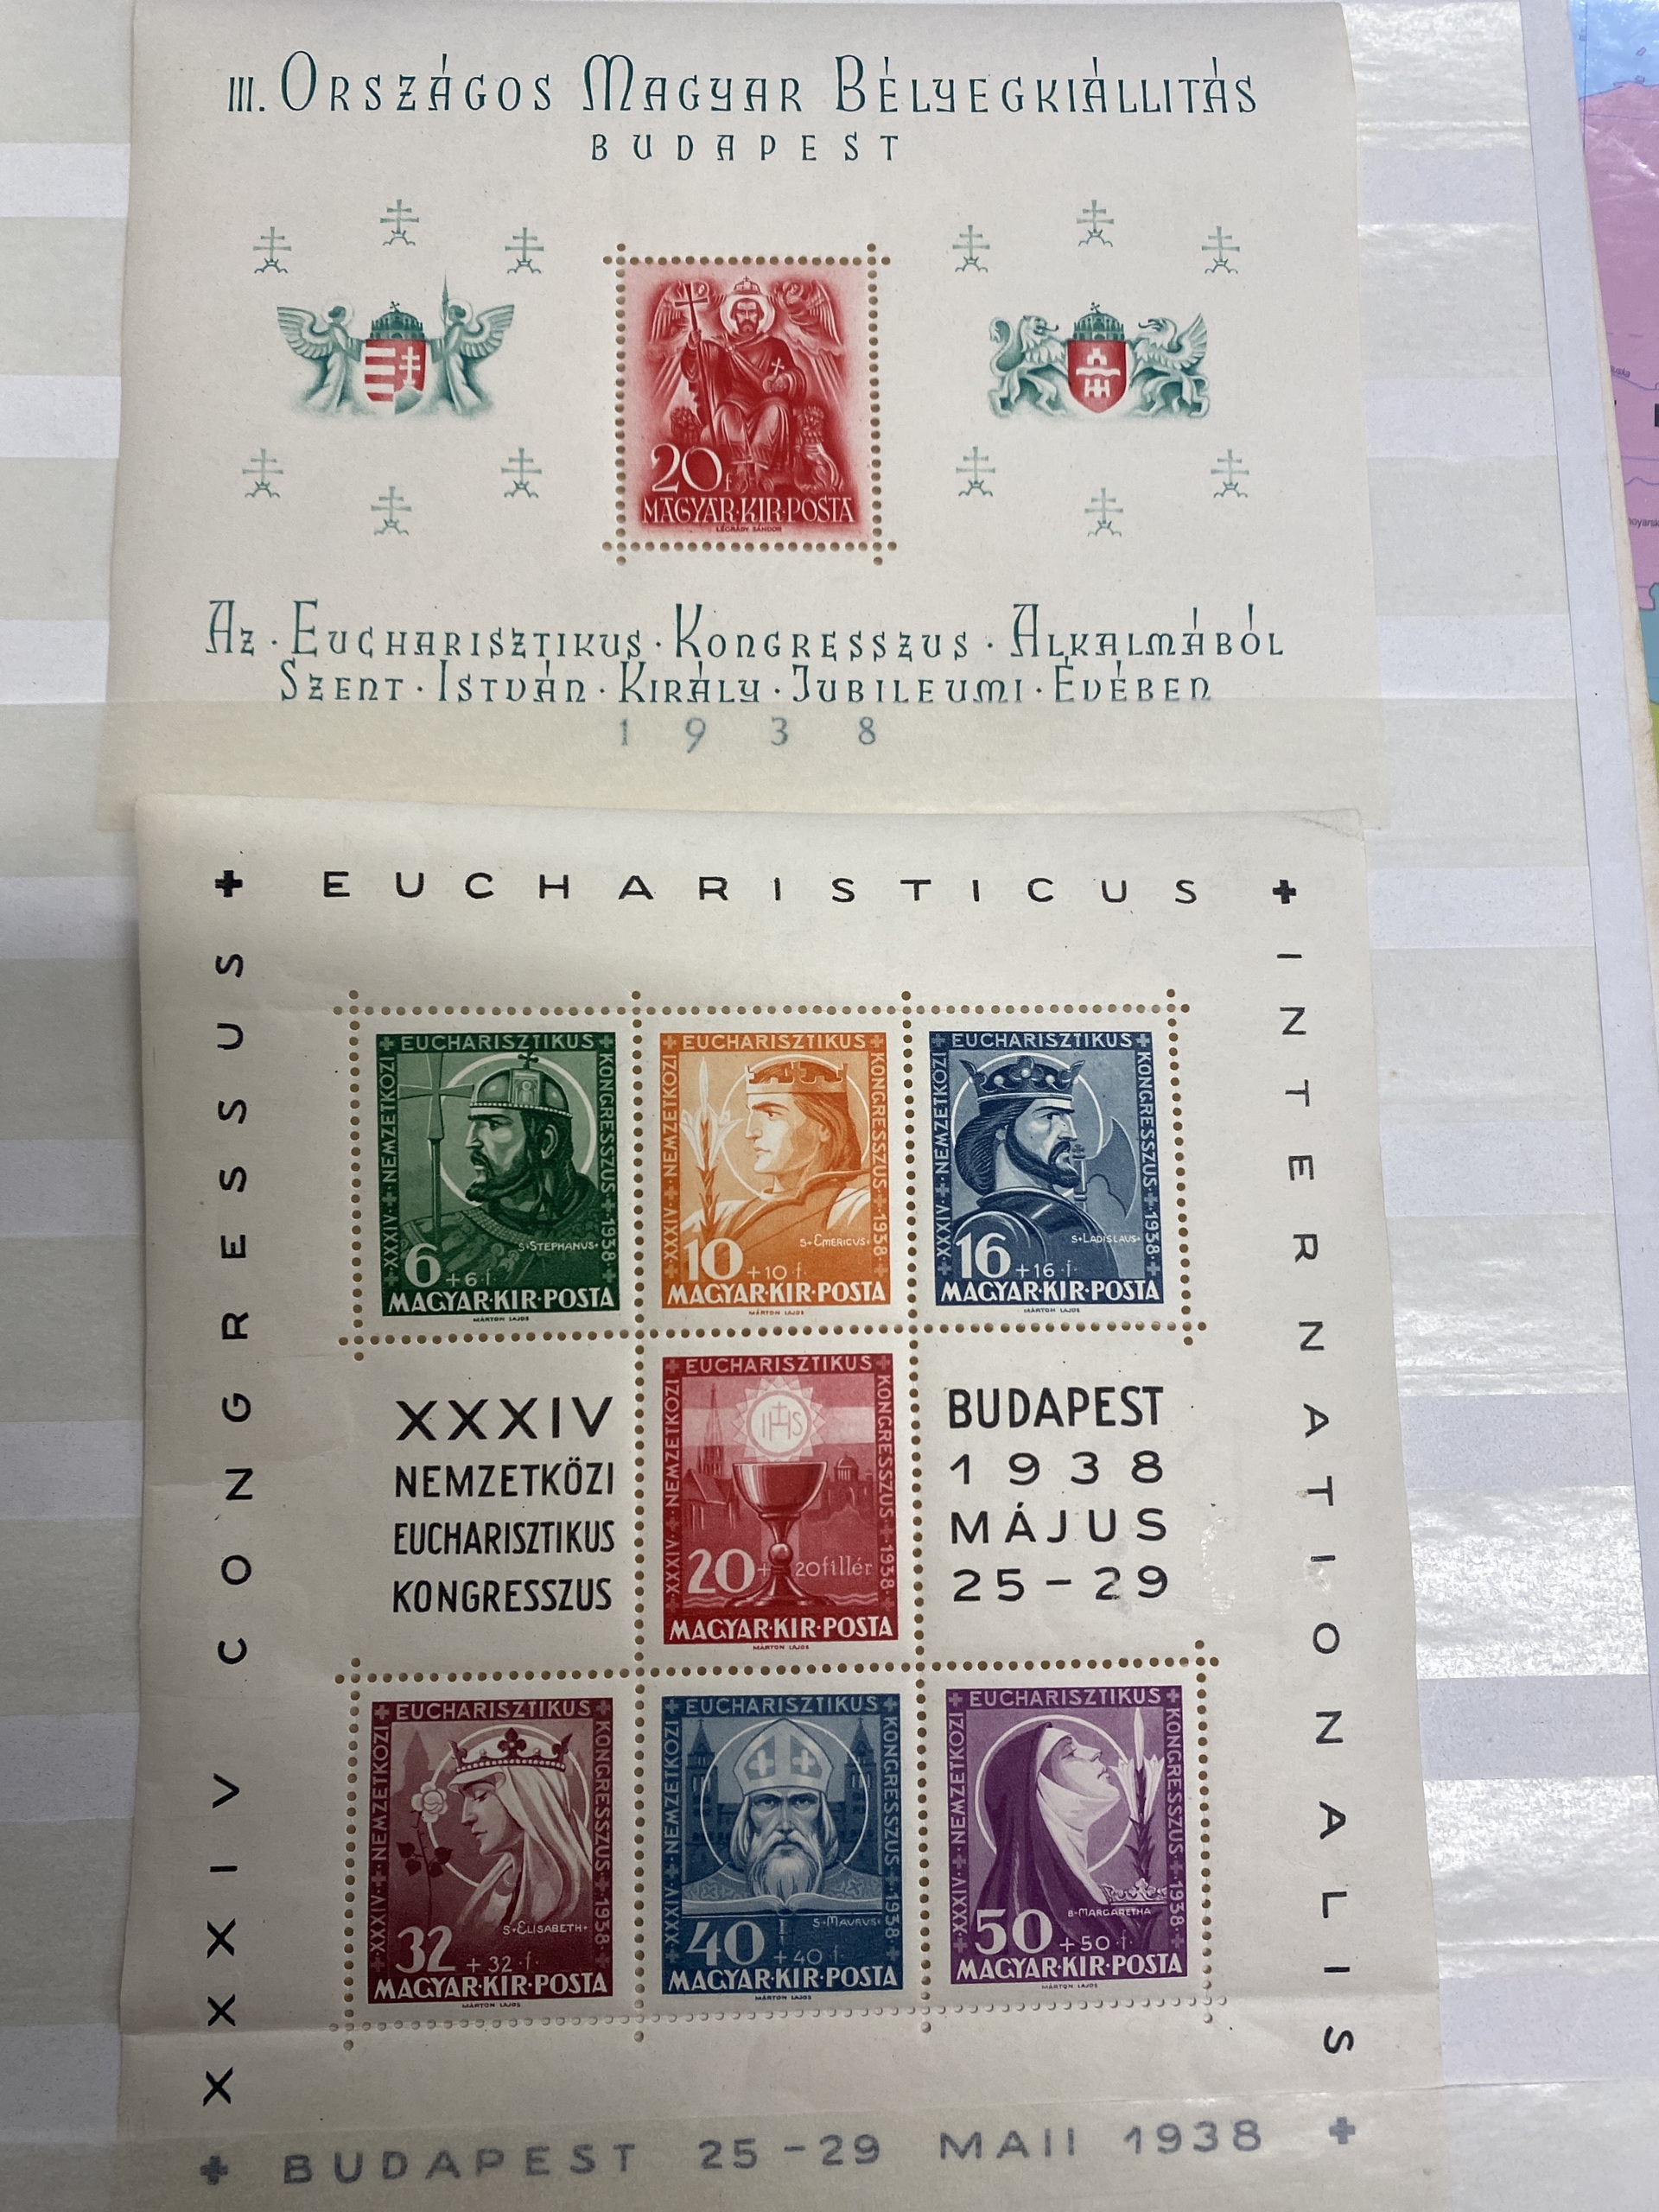 III. ORSZÁGOS MAGYAR BÉLYEGKIÁLLITÁS
BUDAPEST
20 f
MAGYAR·KIR·POSTA
LÉGRÁDY SÁNDOR
AZ · EUCHARISZTIKUS · KONGRESSZUS · ALKALMÁBÓL
SZENT · ISTVÁN · KIRÁLY · JUBILEUMI · ÉVÉBEN
1938
+ EUCHARISTICUS +
XXXIV CONGRESSUS
INTERNATIONALIS
XXXIV + NEMZETKÖZI + EUCHARISZTIKUS + KONGRESSZUS + 1938 +
S + STEPHANUS +
6 + 6 · f ·
MAGYAR·KIR·POSTA
MÁRTON LAJOS
XXXIV + NEMZETKÖZI + EUCHARISZTIKUS + KONGRESSZUS + 1938 +
S + EMERICUS +
10 + 10 · f ·
MAGYAR·KIR·POSTA
MÁRTON LAJOS
XXXIV + NEMZETKÖZI + EUCHARISZTIKUS + KONGRESSZUS + 1938 +
S + LADISLAUS +
16 + 16 · f ·
MAGYAR·KIR·POSTA
MÁRTON LAJOS
XXXIV
NEMZETKÖZI
EUCHARISZTIKUS
KONGRESSZUS
XXXIV + NEMZETKÖZI + EUCHARISZTIKUS + KONGRESSZUS + 1938 +
IHS
20 + 20 fillér
MAGYAR·KIR·POSTA
MÁRTON LAJOS
BUDAPEST
1938
MÁJUS
25-29
XXXIV + NEMZETKÖZI + EUCHARISZTIKUS + KONGRESSZUS + 1938 +
S + ELISABETH +
32 + 32 · f ·
MAGYAR·KIR·POSTA
MÁRTON LAJOS
XXXIV + NEMZETKÖZI + EUCHARISZTIKUS + KONGRESSZUS + 1938 +
S + MAURUS +
40 + 40 · f ·
MAGYAR·KIR·POSTA
MÁRTON LAJOS
XXXIV + NEMZETKÖZI + EUCHARISZTIKUS + KONGRESSZUS + 1938 +
B + MARGARETHA
50 + 50 · f ·
MAGYAR·KIR·POSTA
MÁRTON LAJOS
+ BUDAPEST 25-29 MAII 1938 +